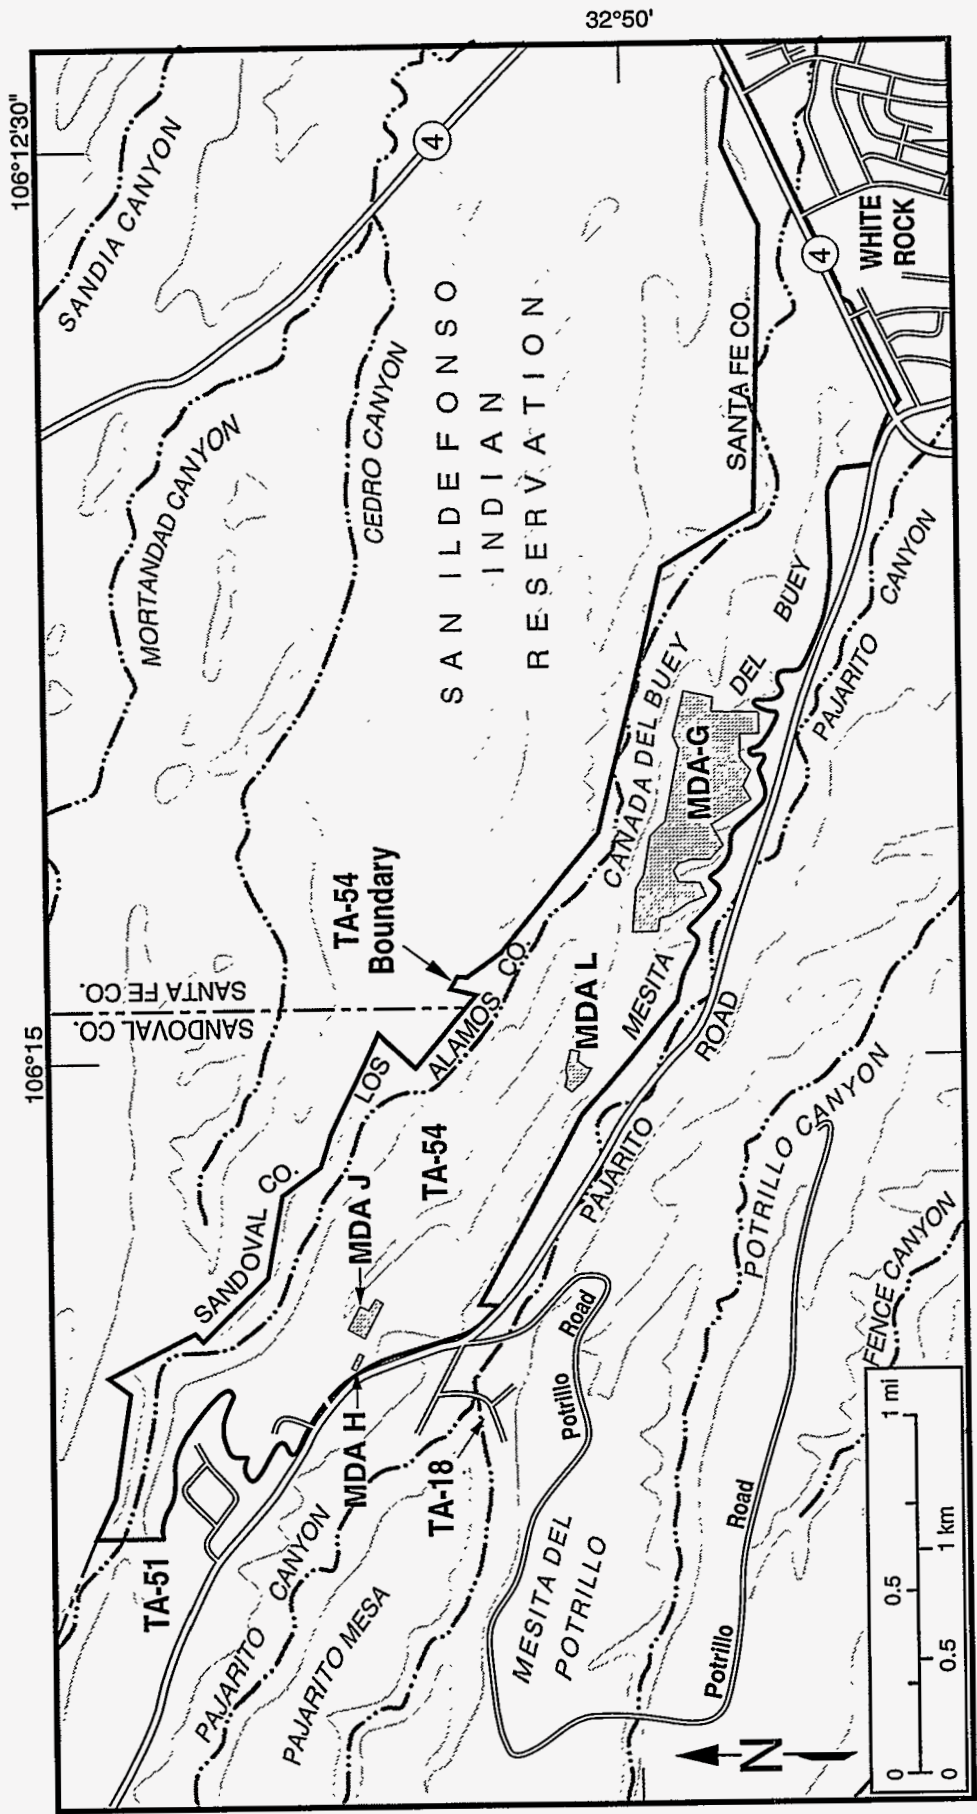 32°50'
106°12'30"
SANDIA CANYON
4
MORTANDAD CANYON
CEDRO CANYON
SAN ILDEFONSO
INDIAN
RESERVATION
SANTA FE CO.
4
WHITE
ROCK
106°15
SANTA FE CO.
SANDOVAL CO.
TA-54
Boundary
SANDOVAL CO.
LOS
ALAMOS CO.
CANADA DEL BUEY
MDA-G
MESITA
DEL
BUEY
MDA L
TA-54
MDA J
MDA H
TA-18
TA-51
PAJARITO
ROAD
PAJARITO
CANYON
PAJARITO
CANYON
PAJARITO MESA
MESITA DEL
POTRILLO
Potrillo
Road
Potrillo
Road
POTRILLO CANYON
FENCE CANYON
N
0
0.5
1 mi
0
0.5
1 km